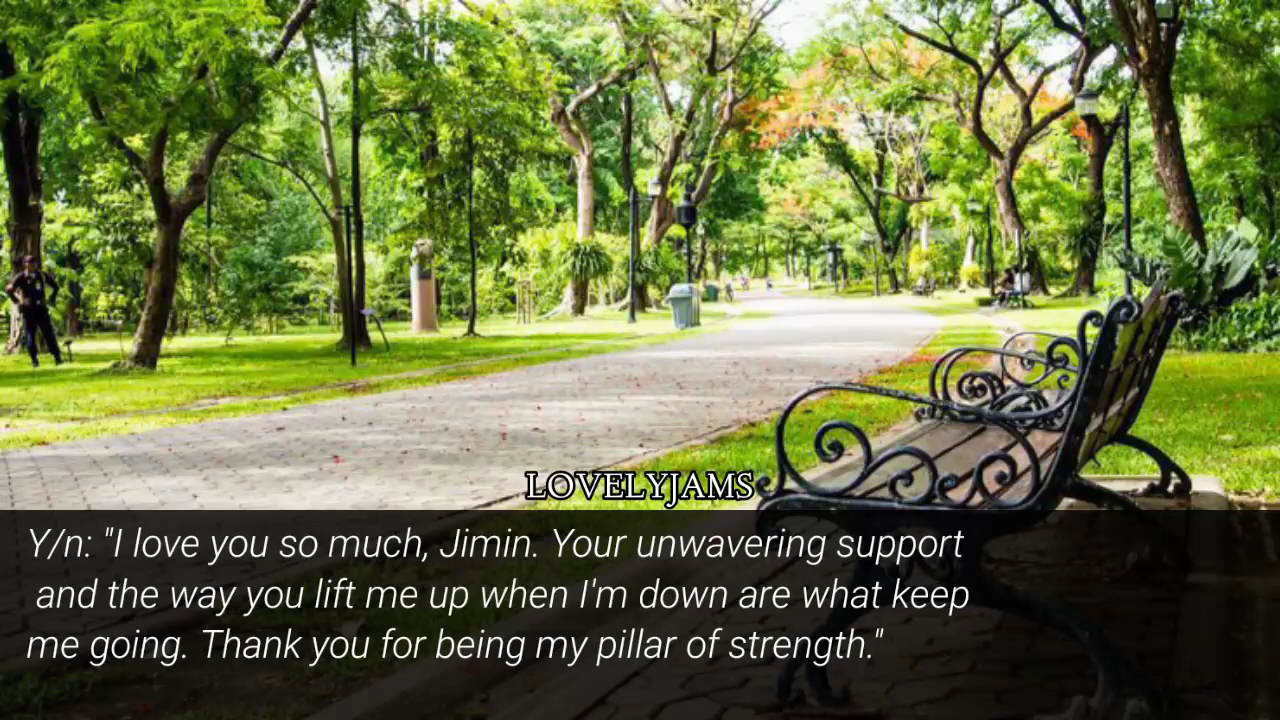 LOVELYJAMS
Y/n: "I love you so much, Jimin. Your unwavering support
and the way you lift me up when I'm down are what keep
me going. Thank you for being my pillar of strength."